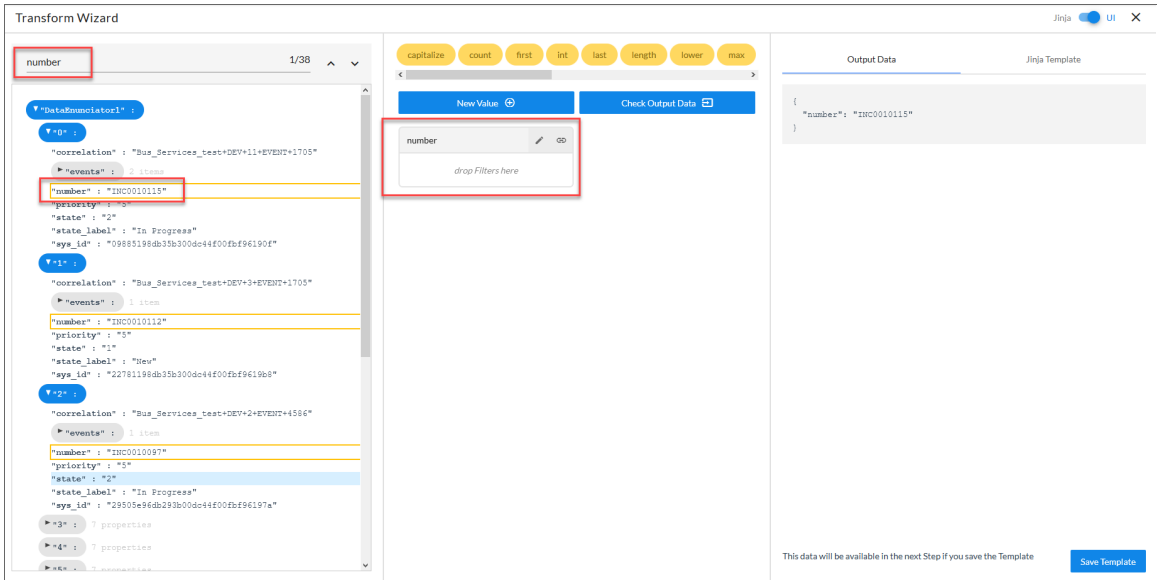 Transform Wizard
Jinja UI
number 1/38
"DataEnunciator1" :
"0" :
"correlation" : "Bus_Services_test+DEV+11+EVENT+1705"
"events" : 2 items
"number" : "INC0010115"
"priority" : "5"
"state" : "2"
"state_label" : "In Progress"
"sys_id" : "09885198db35b300dc44f00fbf96190f"
"1" :
"correlation" : "Bus_Services_test+DEV+3+EVENT+1705"
"events" : 1 item
"number" : "INC0010112"
"priority" : "5"
"state" : "1"
"state_label" : "New"
"sys_id" : "22781198db35b300dc44f00fbf9619b8"
"2" :
"correlation" : "Bus_Services_test+DEV+2+EVENT+4586"
"events" : 1 item
"number" : "INC0010097"
"priority" : "5"
"state" : "2"
"state_label" : "In Progress"
"sys_id" : "29505e96db293b00dc44f00fbf96197a"
"3" : 7 properties
"4" : 7 properties
"5" : 7 properties
capitalize count first int last length lower max
New Value Check Output Data
number
drop Filters here
Output Data Jinja Template
{
"number": "INC0010115"
}
This data will be available in the next Step if you save the Template
Save Template